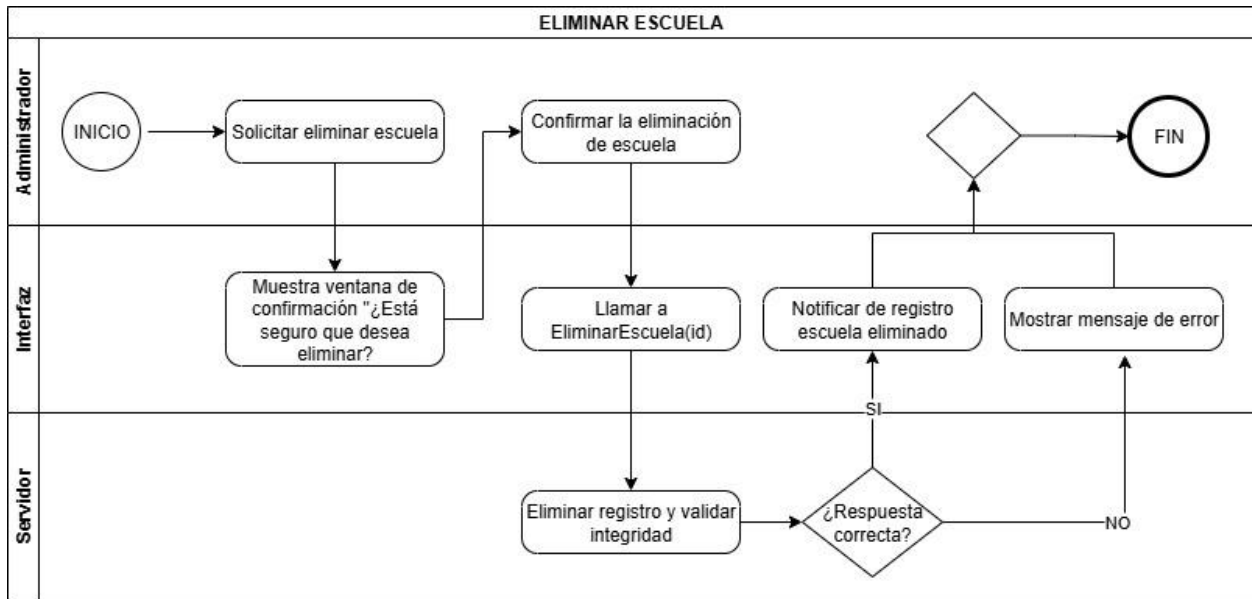 ELIMINAR ESCUELA
Administrador
INICIO
Solicitar eliminar escuela
Confirmar la eliminación
de escuela
FIN
Interfaz
Muestra ventana de
confirmación "¿Está
seguro que desea
eliminar?
Llamar a
EliminarEscuela(id)
Notificar de registro
escuela eliminado
Mostrar mensaje de error
SI
Servidor
Eliminar registro y validar
integridad
¿Respuesta
correcta?
NO